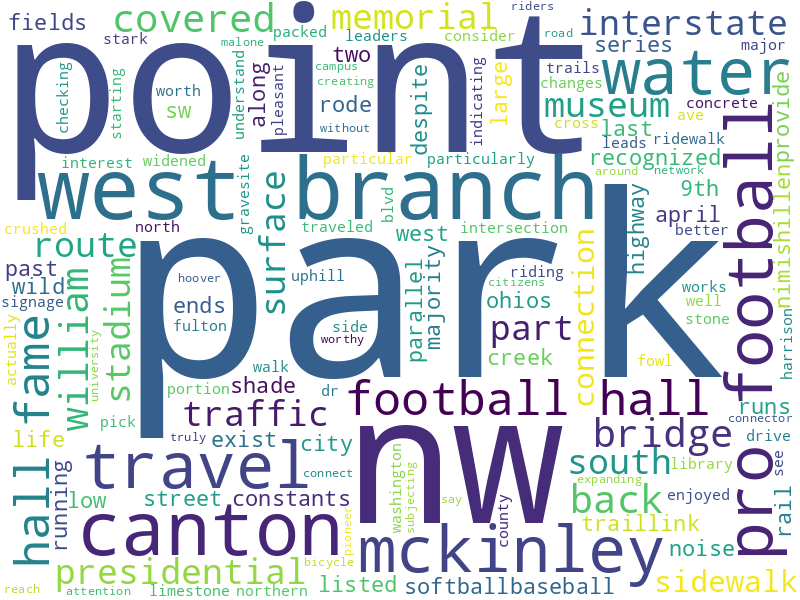 fields
covered
memorial
interstate
stark
malone
packed
leaders
consider
riders
road
series
major
point
checking
starting
worth
sw
understand
along
pleasant
two
campus
creating
rode
without
despite
indicating
large
trails
changes
cross
water
museum
concrete
ave
last
leads
ridewalk
interest
widened
particular
particularly
recognized
network
around
provide
west branch
gravesite
surface
9th
highway
pro football
nimishillen
crushed
north
traveled
blvd
west
intersection
april
better
route
past
wild
signage
william
stadium
park
hoover
ends
fulton
uphill
side
worthy
parallel
majority
citizens
riding
ohios
connection
works
well
stone
harrison
actually
fame
university
part
creek
fowl
walk
portion
shade
dr
football hall
runs
pick
traffic
connector
life
truly
exist
city
nw
bridge
drive
see
hall
running
travel
connect
washington
subjecting
say
south
library
expanding
low
street
constants
back
enjoyed
rail
canton
pioneer
county
traillink
mckinley
noise
presidential
bicycle
reach
attention
limestone
northern
listed
softballbaseball
sidewalk